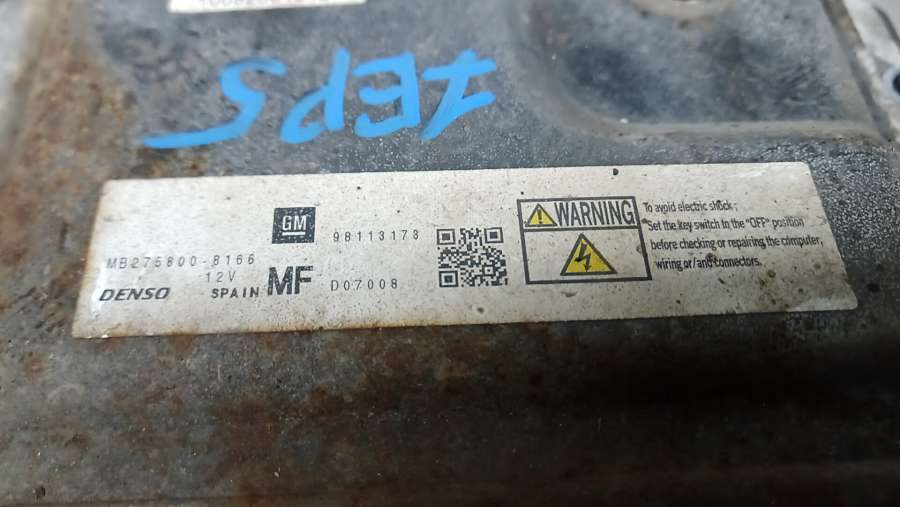 1EPS
GM
98113173
MB275800-8166
12V
DENSO
SPAIN
MF
D07008
WARNING
To avoid electric shock;
Set the key switch to the "OFF" position
before checking or repairing the computer,
wiring or/and connectors.